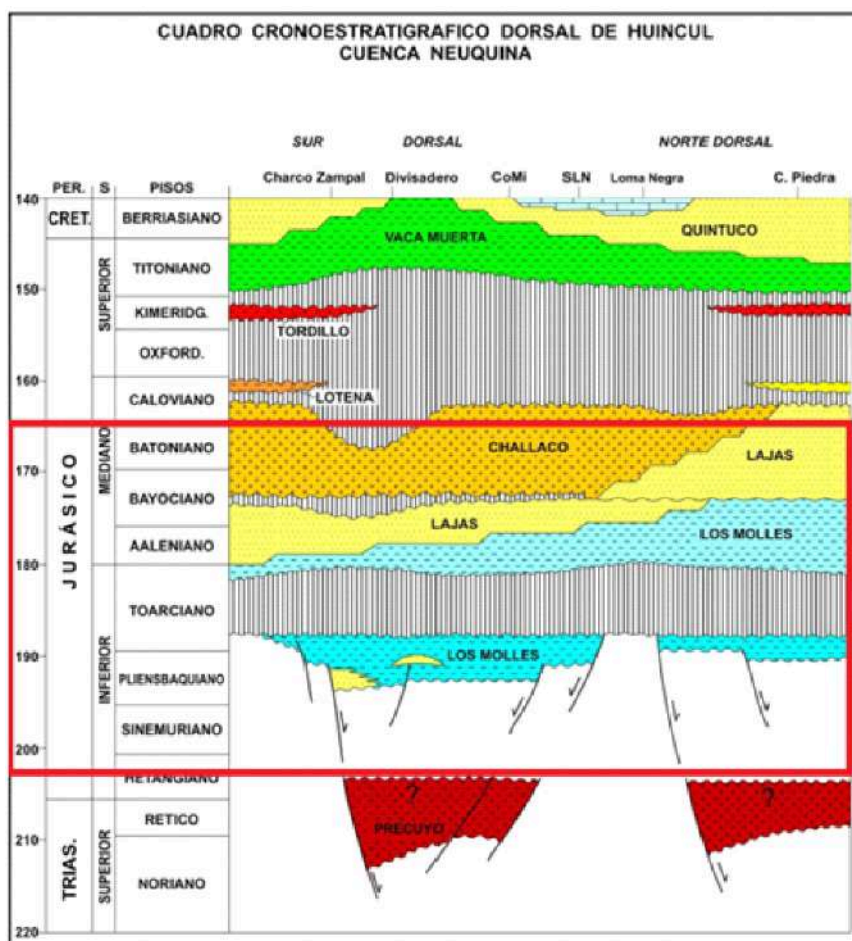 CUADRO CRONOESTRATIGRAFICO DORSAL DE HUINCUL
CUENCA NEUQUINA
SUR DORSAL NORTE DORSAL
Charco Zampal Divisadero CoMi SLN Loma Negra C. Piedra
PER. S PISOS
140
CRET.
BERRIASIANO
QUINTUCO
VACA MUERTA
SUPERIOR
TITONIANO
150
KIMERIDG.
TORDILLO
OXFORD.
160
CALOVIANO
LOTENA
JURÁSICO
MEDIANO
BATONIANO
CHALLACO
LAJAS
170
BAYOCIANO
LAJAS
LOS MOLLES
AALENIANO
180
INFERIOR
TOARCIANO
190
LOS MOLLES
PLIENSBAQUIANO
SINEMURIANO
200
HETANGIANO
? ?
TRIAS.
SUPERIOR
RETICO
PRECUYO
210
NORIANO
220